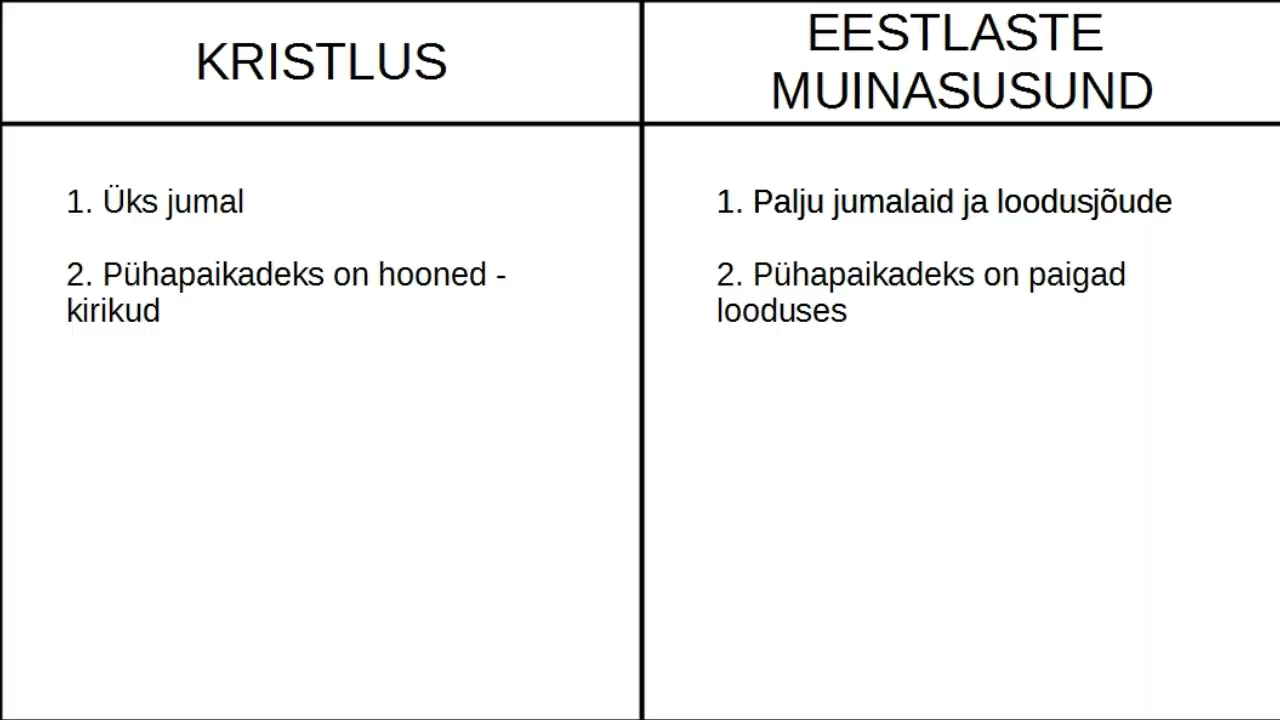 KRISTLUS
EESTLASTE
MUINASUSUND
1. Üks jumal
2. Pühapaikadeks on hooned -
kirikud
1. Palju jumalaid ja loodusjõude
2. Pühapaikadeks on paigad
looduses